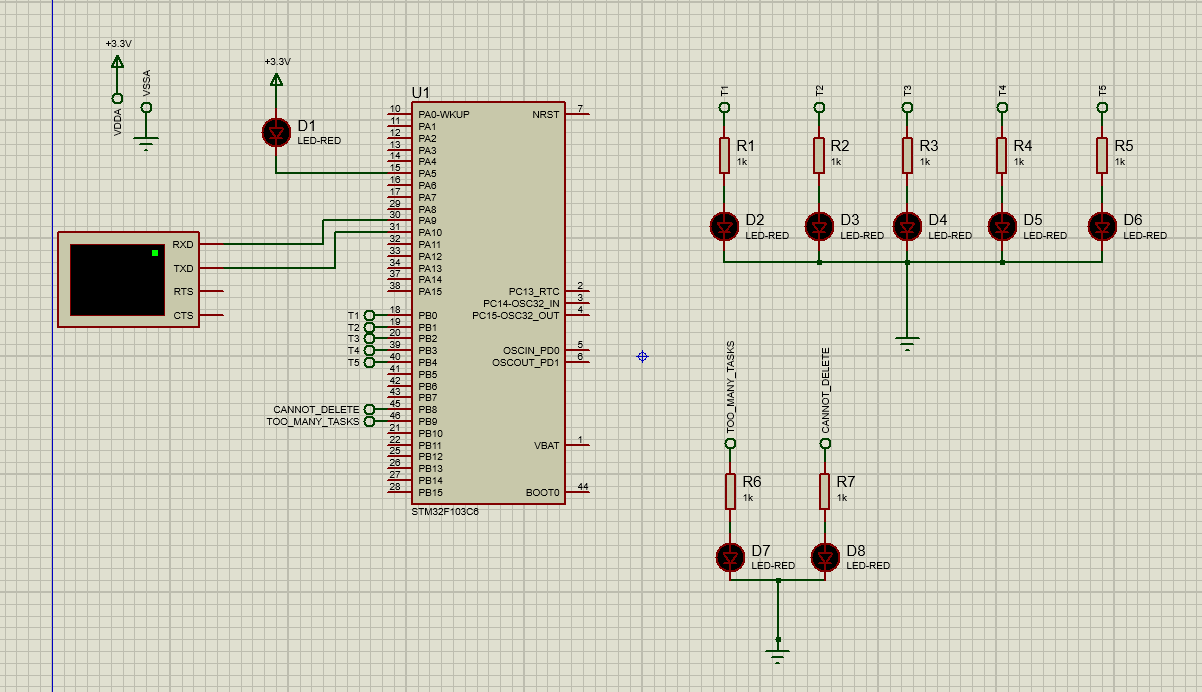 +3.3V
VDDA
VSSA
+3.3V
D1
LED-RED
RXD
TXD
RTS
CTS
U1
10 PA0-WKUP
11 PA1
12 PA2
13 PA3
14 PA4
15 PA5
16 PA6
17 PA7
29 PA8
30 PA9
31 PA10
32 PA11
33 PA12
34 PA13
37 PA14
38 PA15
T1 18 PB0
T2 19 PB1
T3 20 PB2
T4 39 PB3
T5 40 PB4
41 PB5
42 PB6
43 PB7
CANNOT_DELETE 45 PB8
TOO_MANY_TASKS 46 PB9
21 PB10
22 PB11
25 PB12
26 PB13
27 PB14
28 PB15
NRST 7
PC13_RTC 2
PC14-OSC32_IN 3
PC15-OSC32_OUT 4
OSCIN_PD0 5
OSCOUT_PD1 6
VBAT 1
BOOT0 44
STM32F103C6
T1 T2 T3 T4 T5
R1 R2 R3 R4 R5
1k 1k 1k 1k 1k
D2 D3 D4 D5 D6
LED-RED LED-RED LED-RED LED-RED LED-RED
TOO_MANY_TASKS
CANNOT_DELETE
R6 R7
1k 1k
D7 D8
LED-RED LED-RED